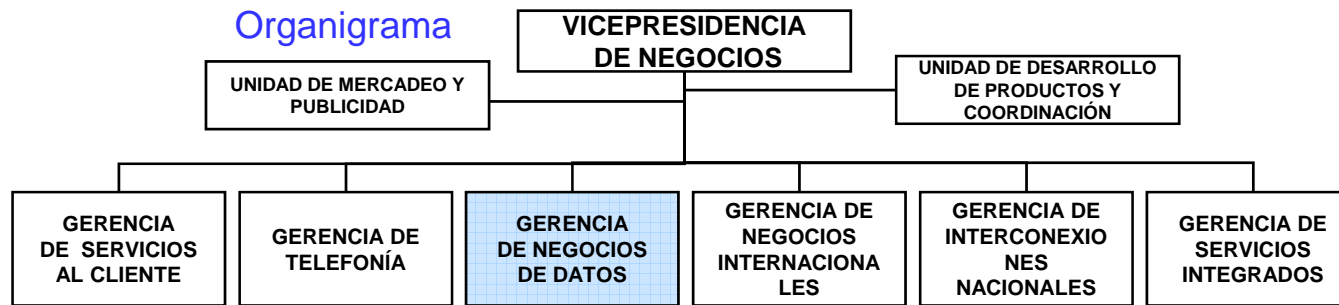 Organigrama
VICEPRESIDENCIA
DE NEGOCIOS
UNIDAD DE MERCADEO Y
PUBLICIDAD
UNIDAD DE DESARROLLO
DE PRODUCTOS Y
COORDINACIÓN
GERENCIA
DE SERVICIOS
AL CLIENTE
GERENCIA DE
TELEFONÍA
GERENCIA
DE NEGOCIOS
DE DATOS
GERENCIA DE
NEGOCIOS
INTERNACIONA
LES
GERENCIA DE
INTERCONEXIO
NES
NACIONALES
GERENCIA DE
SERVICIOS
INTEGRADOS